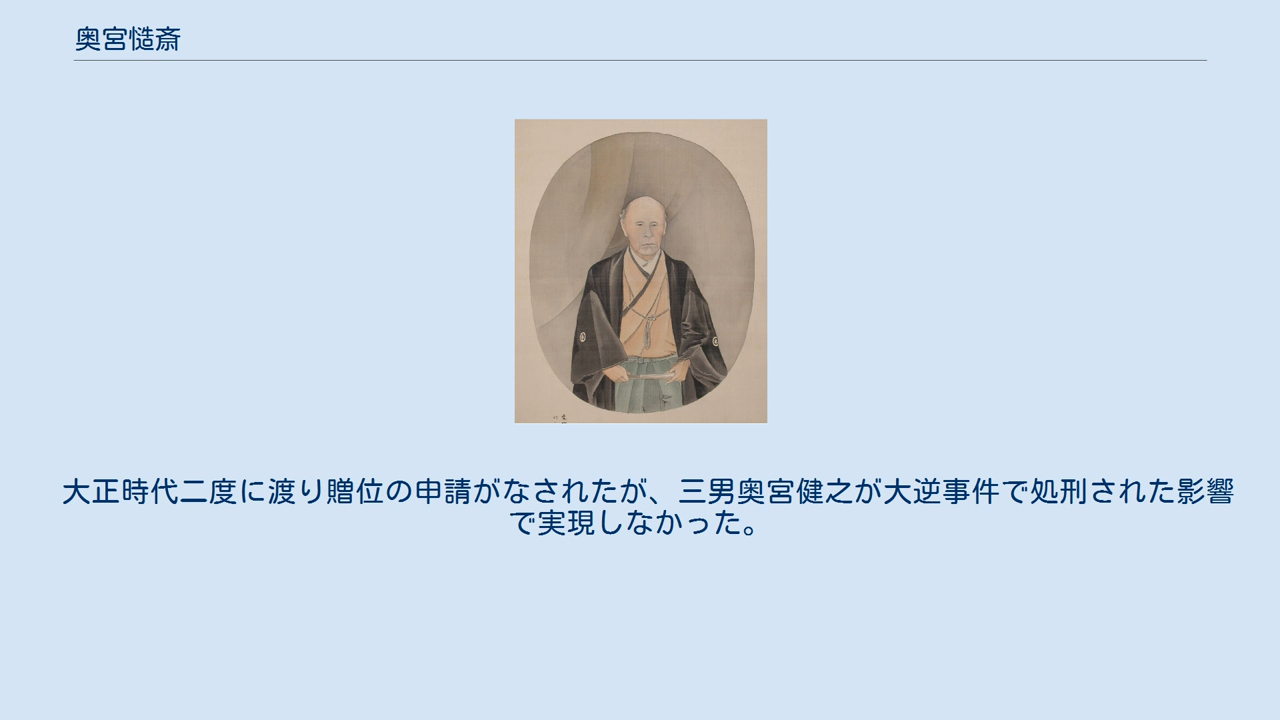 奥宮慥斎
大正時代二度に渡り贈位の申請がなされたが、三男奥宮健之が大逆事件で処刑された影響
で実現しなかった。